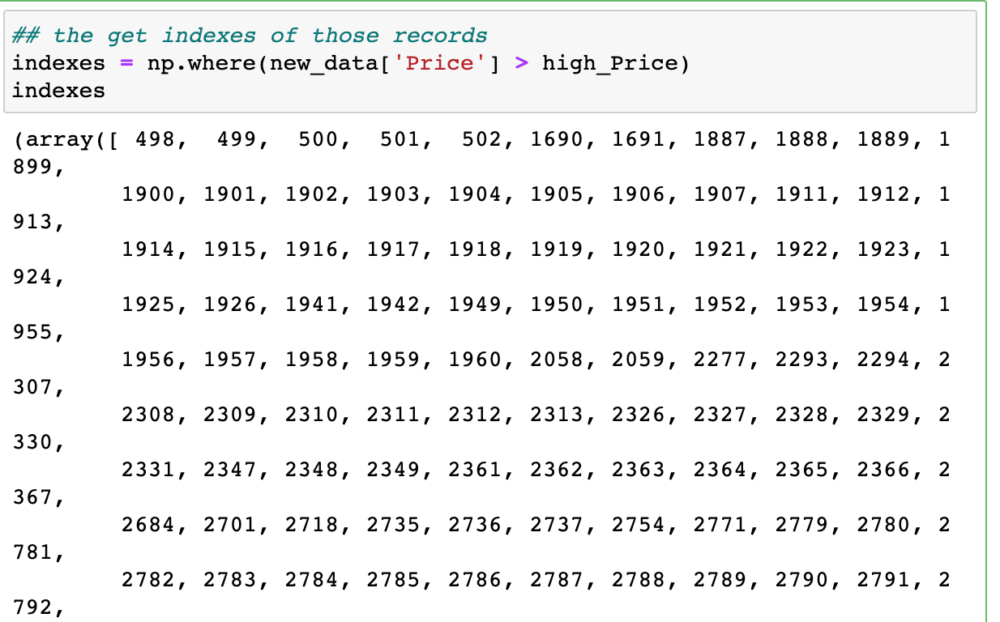 ## the get indexes of those records
indexes = np.where(new_data['Price'] > high_Price)
indexes
(array([ 498,  499,  500,  501,  502, 1690, 1691, 1887, 1888, 1889, 1
899,
        1900, 1901, 1902, 1903, 1904, 1905, 1906, 1907, 1911, 1912, 1
913,
        1914, 1915, 1916, 1917, 1918, 1919, 1920, 1921, 1922, 1923, 1
924,
        1925, 1926, 1941, 1942, 1949, 1950, 1951, 1952, 1953, 1954, 1
955,
        1956, 1957, 1958, 1959, 1960, 2058, 2059, 2277, 2293, 2294, 2
307,
        2308, 2309, 2310, 2311, 2312, 2313, 2326, 2327, 2328, 2329, 2
330,
        2331, 2347, 2348, 2349, 2361, 2362, 2363, 2364, 2365, 2366, 2
367,
        2684, 2701, 2718, 2735, 2736, 2737, 2754, 2771, 2779, 2780, 2
781,
        2782, 2783, 2784, 2785, 2786, 2787, 2788, 2789, 2790, 2791, 2
792,